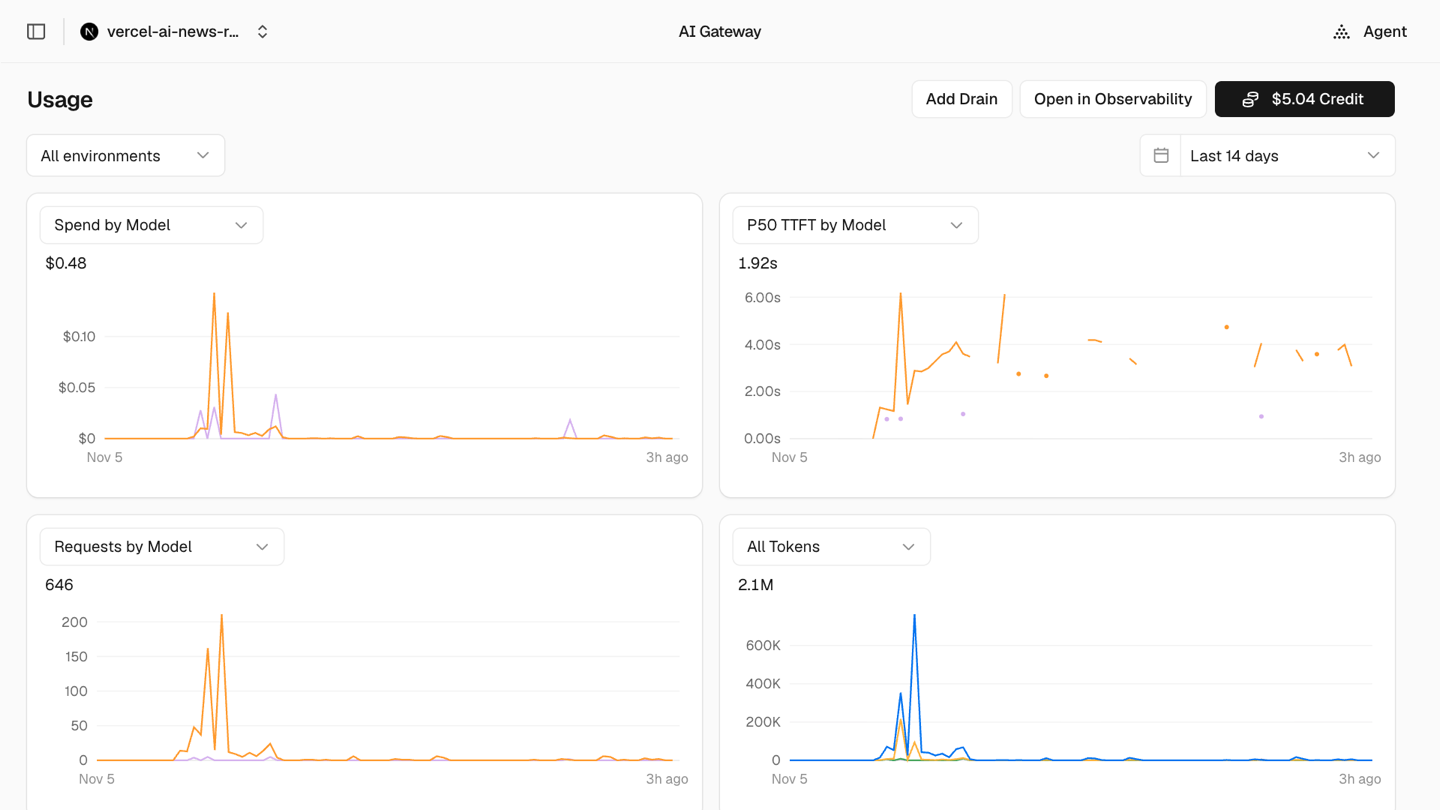 vercel-ai-news-r...
AI Gateway
Agent
Usage
Add Drain
Open in Observability
$5.04 Credit
All environments
Last 14 days
Spend by Model
$0.48
$0.10
$0.05
$0
Nov 5
3h ago
P50 TTFT by Model
1.92s
6.00s
4.00s
2.00s
0.00s
Nov 5
3h ago
Requests by Model
646
200
150
100
50
0
Nov 5
3h ago
All Tokens
2.1M
600K
400K
200K
0
Nov 5
3h ago